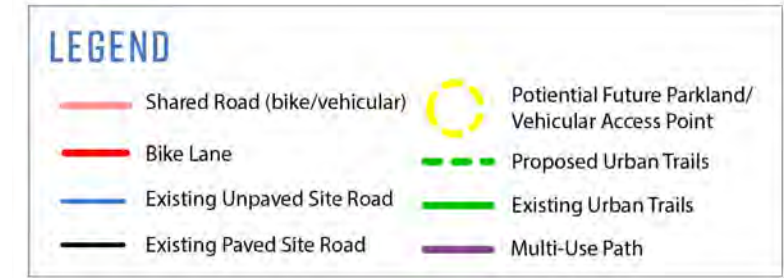 LEGEND
Shared Road (bike/vehicular)
Bike Lane
Existing Unpaved Site Road
Existing Paved Site Road
Potiential Future Parkland/
Vehicular Access Point
Proposed Urban Trails
Existing Urban Trails
Multi-Use Path